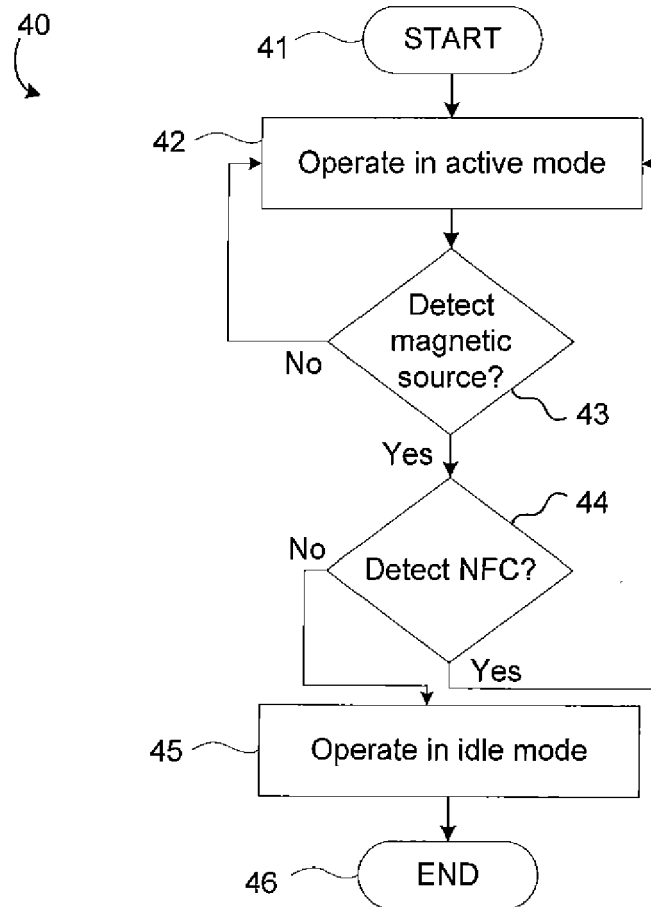 40
41
START
42
Operate in active mode
Detect
magnetic
source?
No
43
Yes
44
No
Detect NFC?
Yes
45
Operate in idle mode
46
END